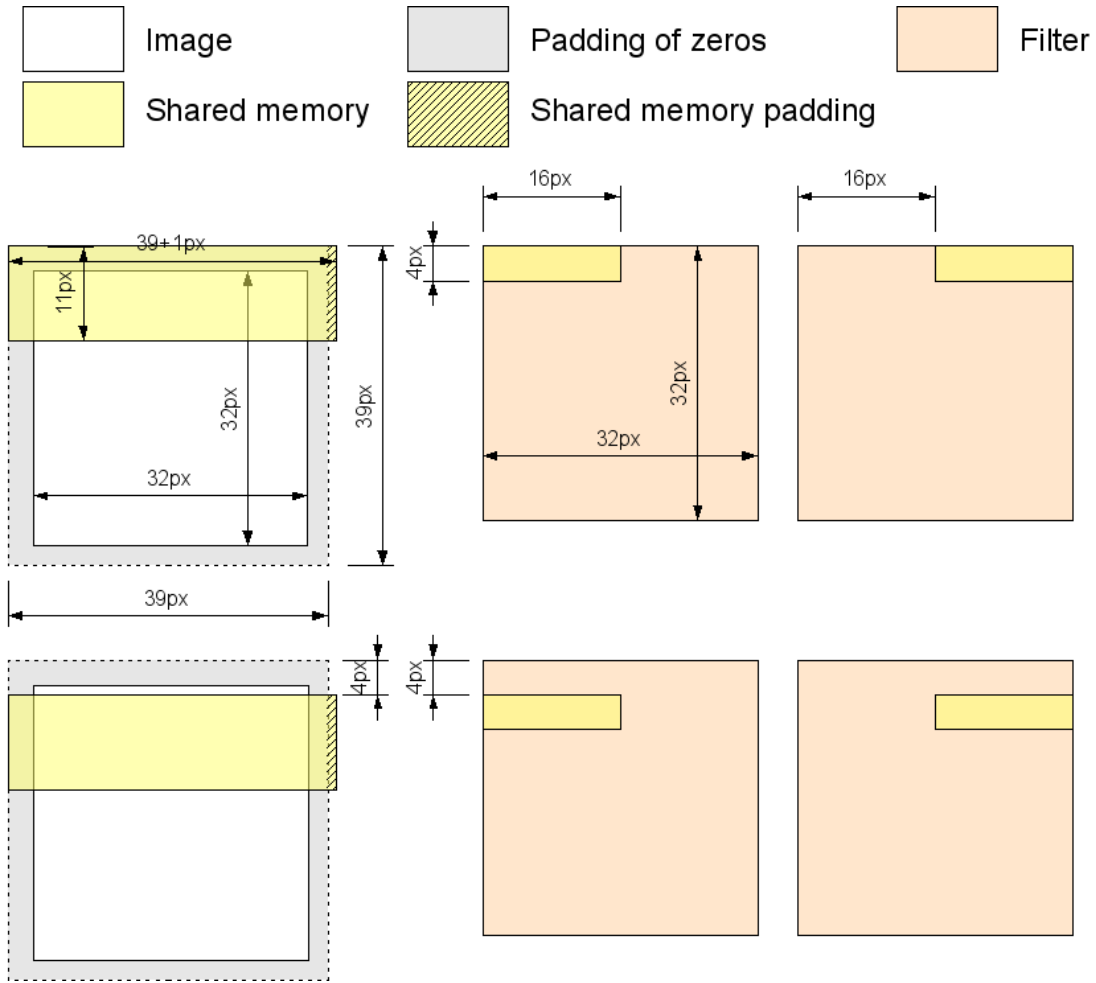 Image
Padding of zeros
Filter
Shared memory
Shared memory padding
16px
16px
39+1px
4px
11px
32px
39px
32px
32px
32px
39px
4px
4px